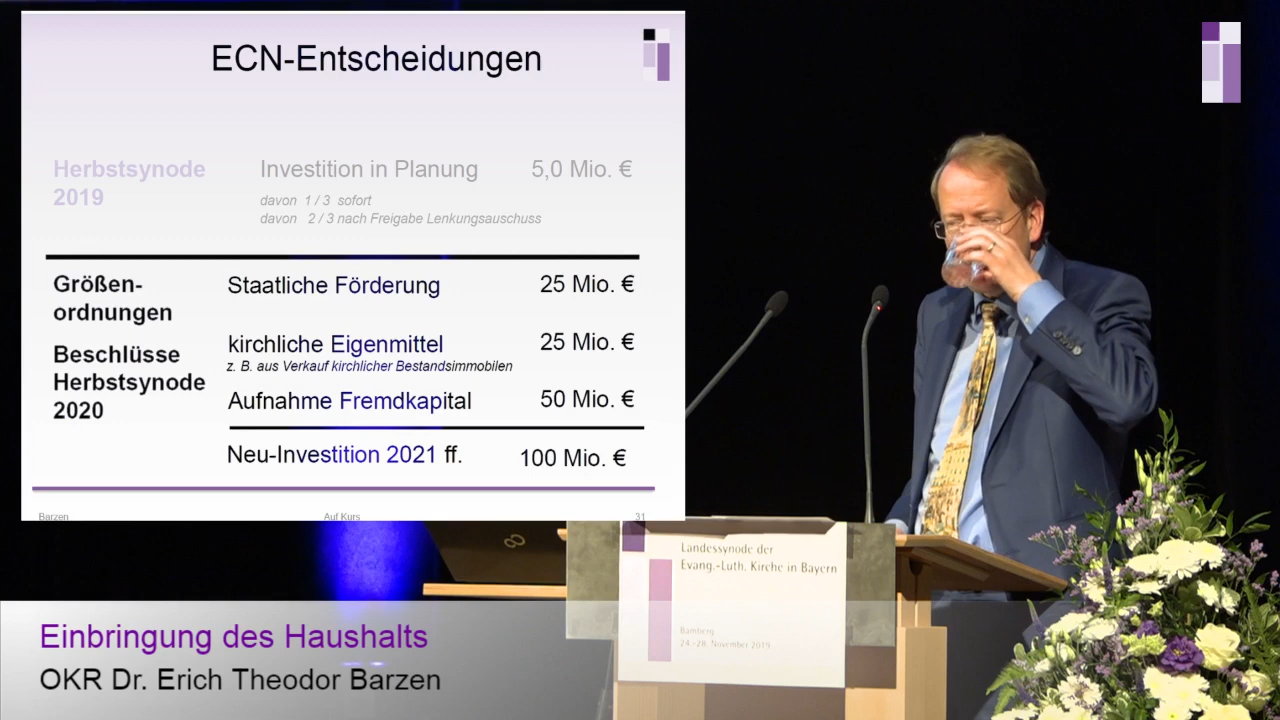 ECN-Entscheidungen
Herbstsynode
2019
Investition in Planung 5,0 Mio. €
davon 1 / 3 sofort
davon 2 / 3 nach Freigabe Lenkungsauschuss
Größen-
ordnungen
Staatliche Förderung 25 Mio. €
Beschlüsse
Herbstsynode
2020
kirchliche Eigenmittel 25 Mio. €
z. B. aus Verkauf kirchlicher Bestandsimmobilen
Aufnahme Fremdkapital 50 Mio. €
Neu-Investition 2021 ff. 100 Mio. €
Barzen Auf Kurs 31
Landessynode der
Evang.-Luth. Kirche in Bayern
Bamberg
24.-28. November 2019
Einbringung des Haushalts
OKR Dr. Erich Theodor Barzen